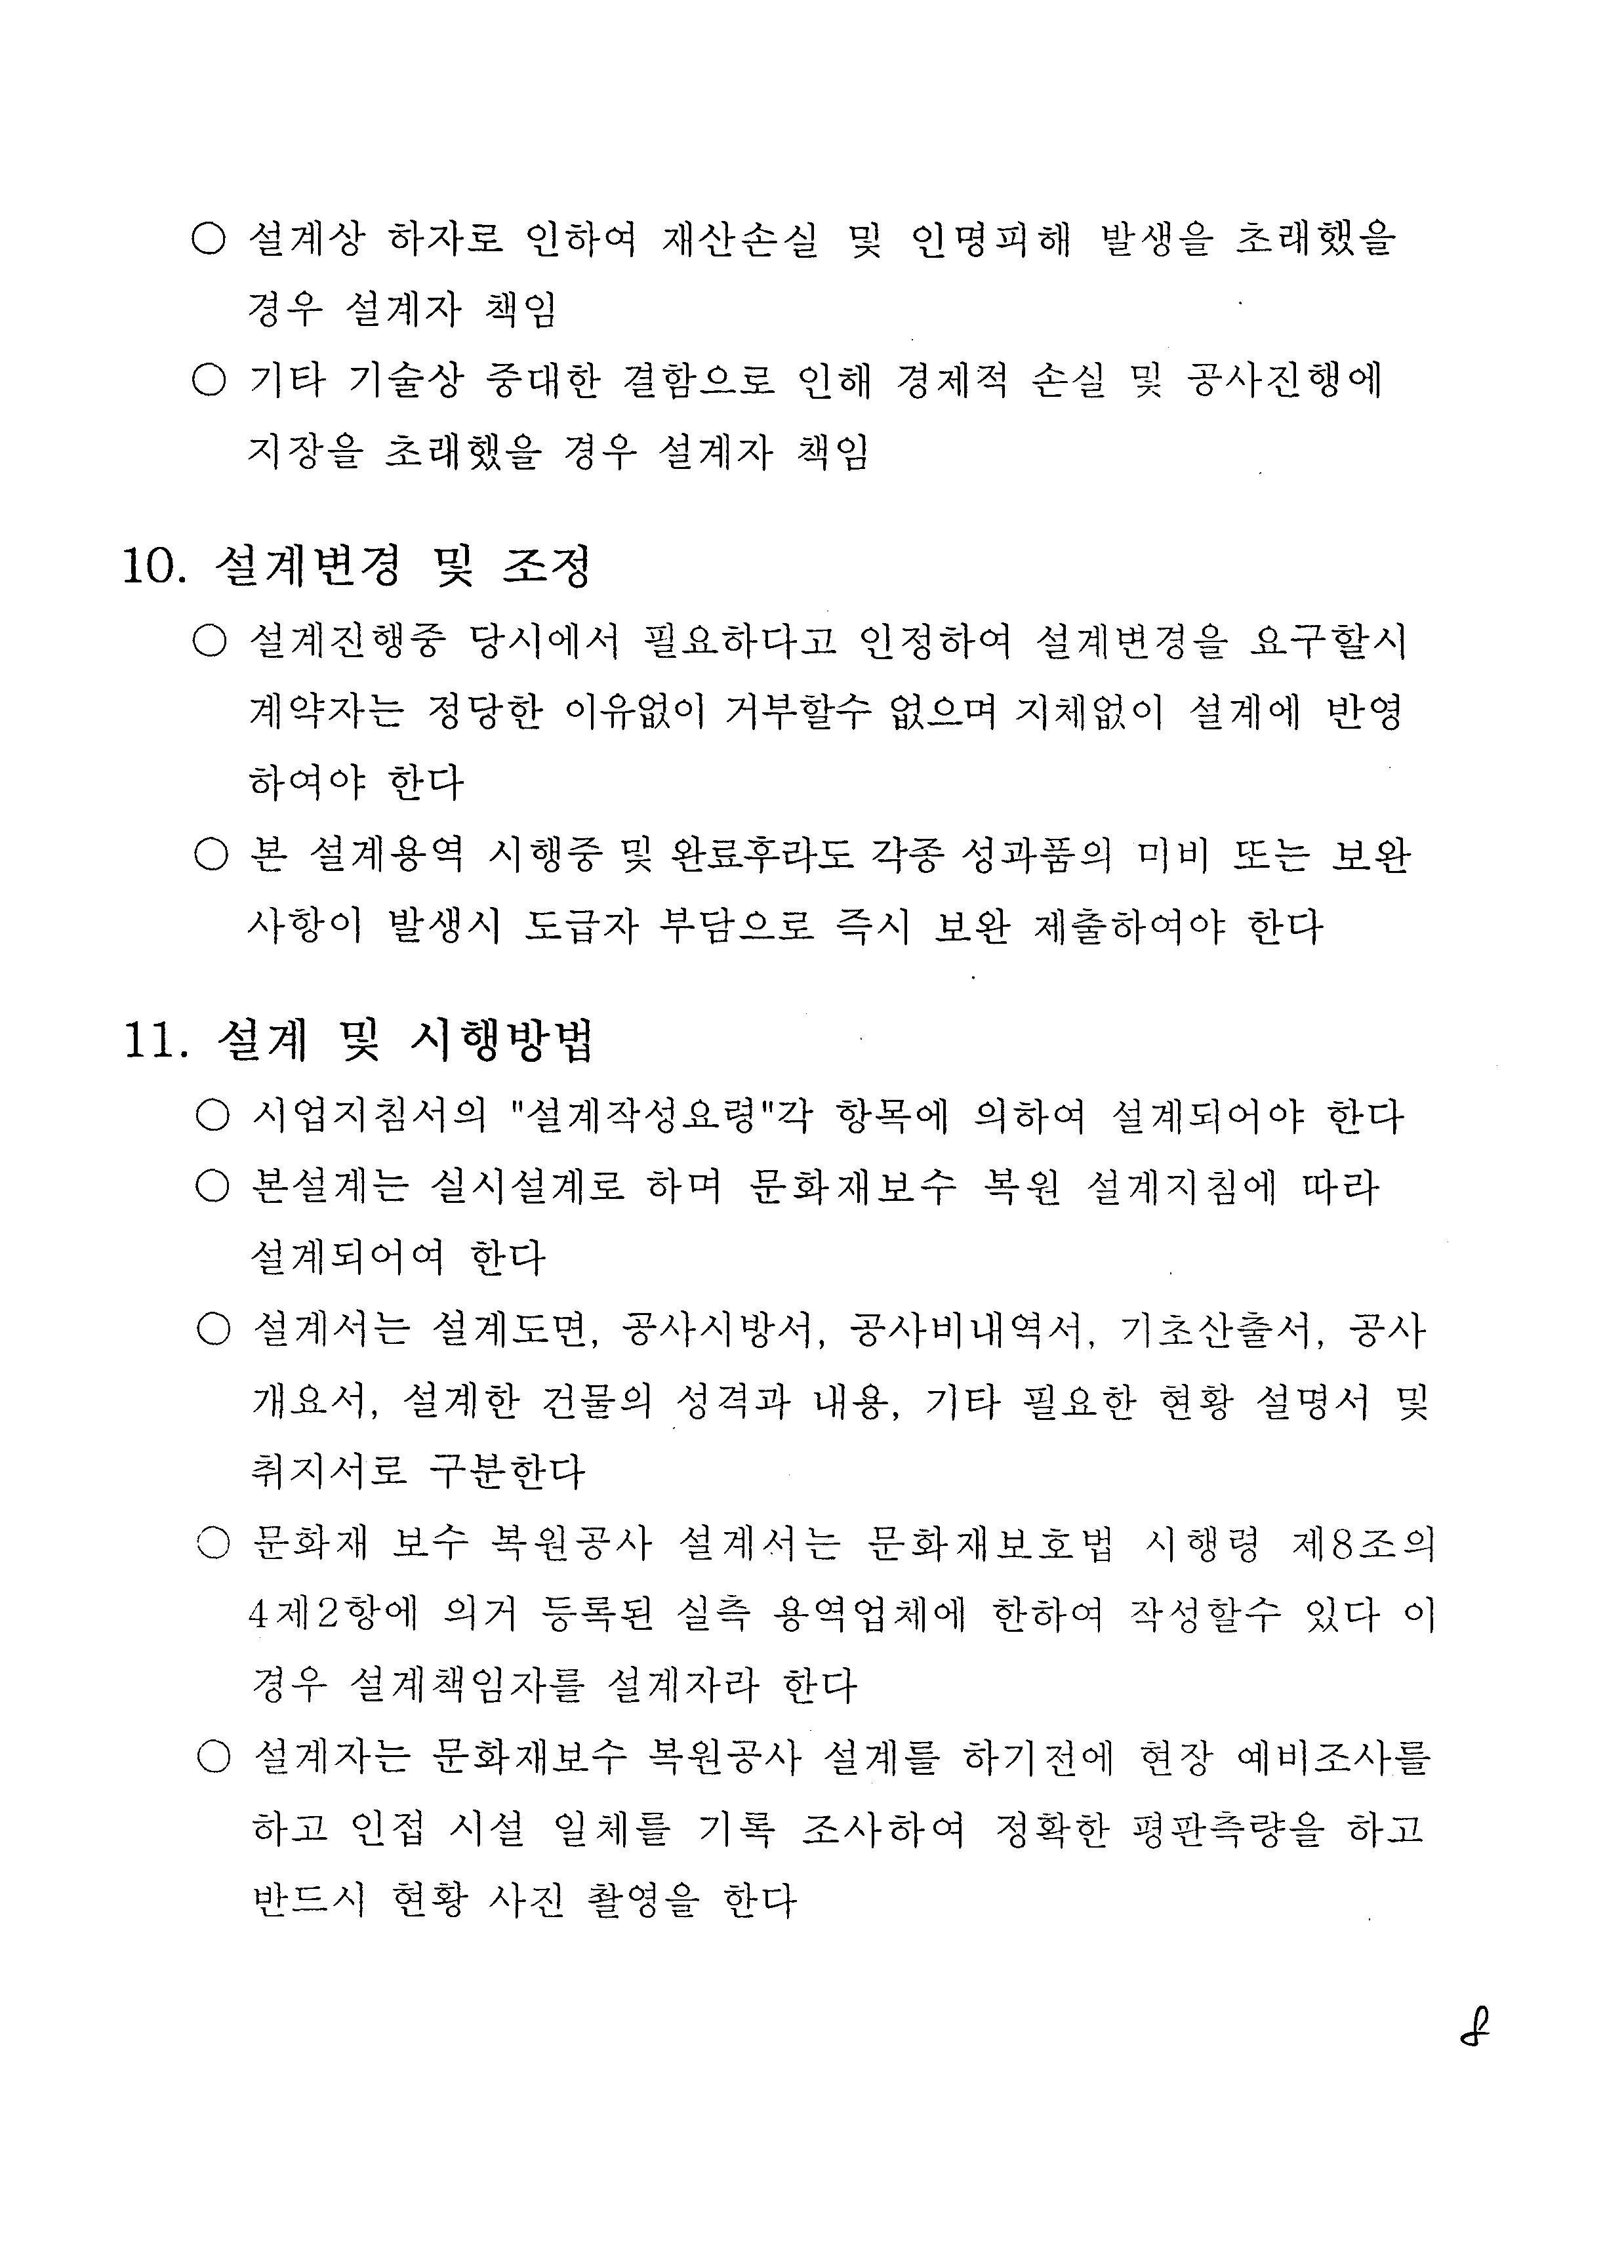 ○ 설계상 하자로 인하여 재산손실 및 인명피해 발생을 초래했을
경우 설계자 책임
○ 기타 기술상 중대한 결함으로 인해 경제적 손실 및 공사진행에
지장을 초래했을 경우 설계자 책임
10. 설계변경 및 조정
○ 설계진행중 당시에서 필요하다고 인정하여 설계변경을 요구할시
계약자는 정당한 이유없이 거부할수 없으며 지체없이 설계에 반영
하여야 한다
○ 본 설계용역 시행중 및 완료후라도 각종 성과품의 미비 또는 보완
사항이 발생시 도급자 부담으로 즉시 보완 제출하여야 한다
11. 설계 및 시행방법
○ 시업지침서의 "설계작성요령"각 항목에 의하여 설계되어야 한다
○ 본설계는 실시설계로 하며 문화재보수 복원 설계지침에 따라
설계되어여 한다
○ 설계서는 설계도면, 공사시방서, 공사비내역서, 기초산출서, 공사
개요서, 설계한 건물의 성격과 내용, 기타 필요한 현황 설명서 및
취지서로 구분한다
○ 문화재 보수 복원공사 설계서는 문화재보호법 시행령 제8조의
4제2항에 의거 등록된 실측 용역업체에 한하여 작성할수 있다 이
경우 설계책임자를 설계자라 한다
○ 설계자는 문화재보수 복원공사 설계를 하기전에 현장 예비조사를
하고 인접 시설 일체를 기록 조사하여 정확한 평판측량을 하고
반드시 현황 사진 촬영을 한다
8